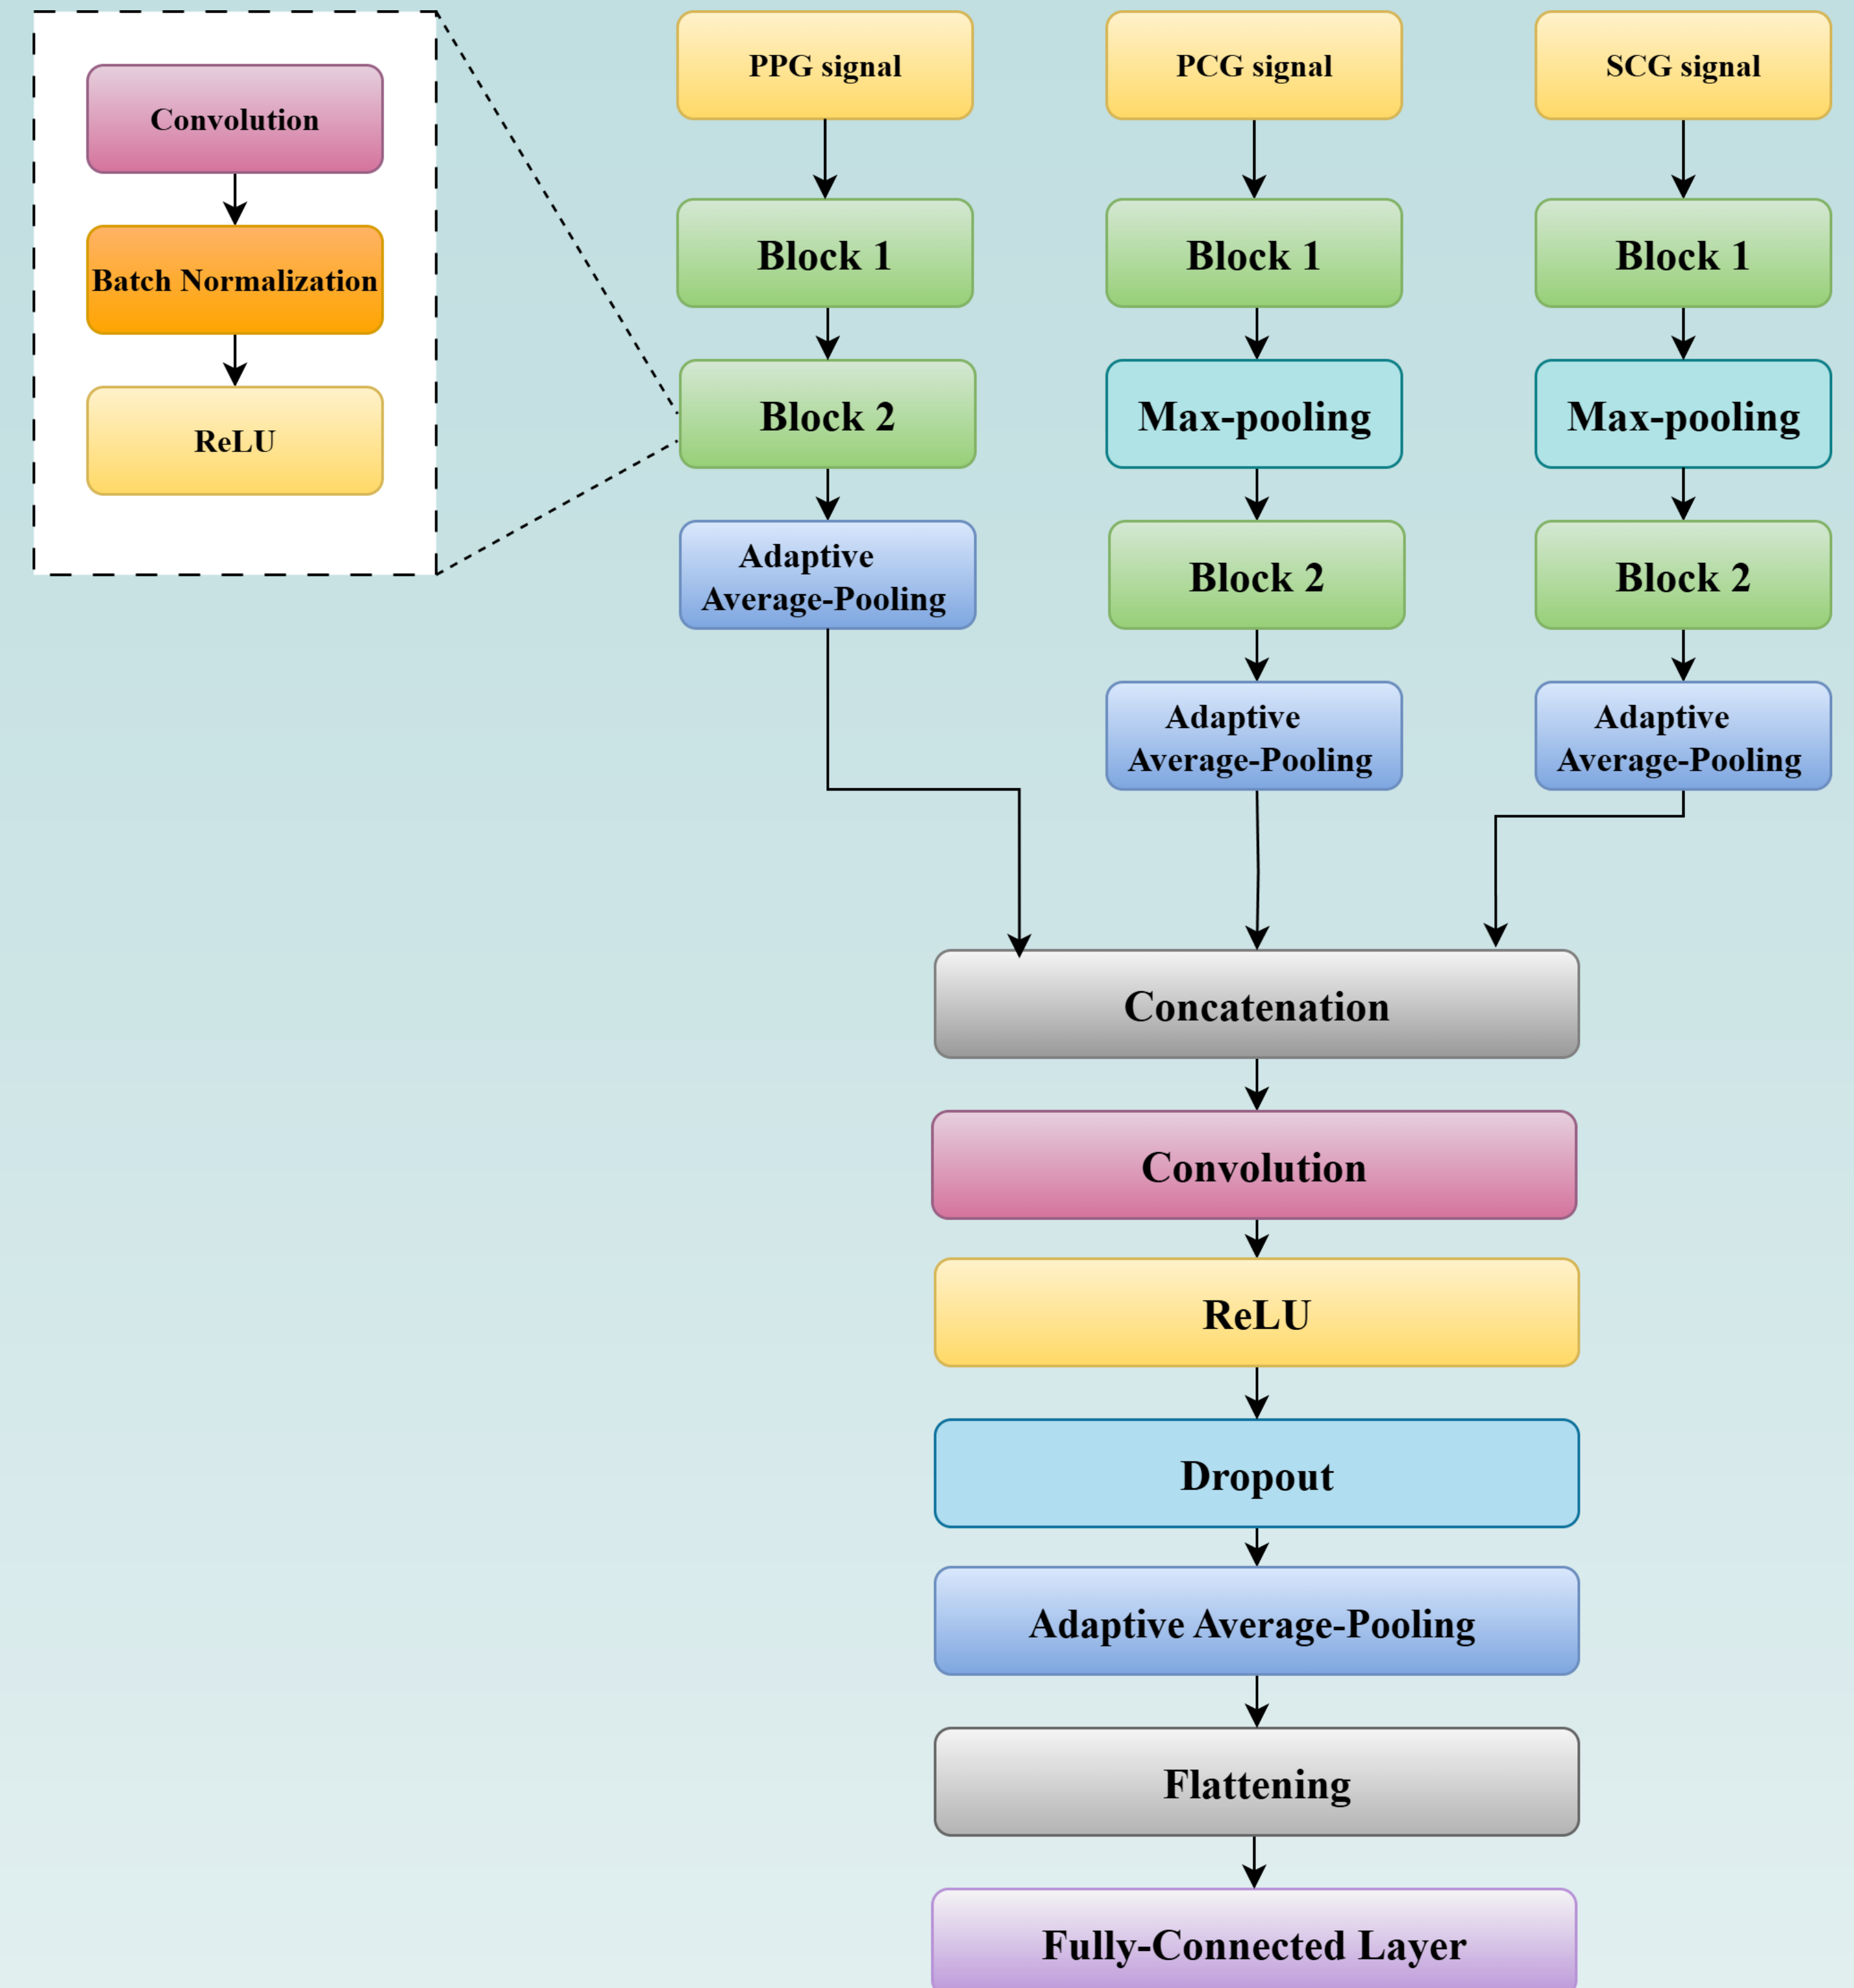 Convolution
Batch Normalization
ReLU
PPG signal
Block 1
Block 2
Adaptive
Average-Pooling
PCG signal
Block 1
Max-pooling
Block 2
Adaptive
Average-Pooling
SCG signal
Block 1
Max-pooling
Block 2
Adaptive
Average-Pooling
Concatenation
Convolution
ReLU
Dropout
Adaptive Average-Pooling
Flattening
Fully-Connected Layer